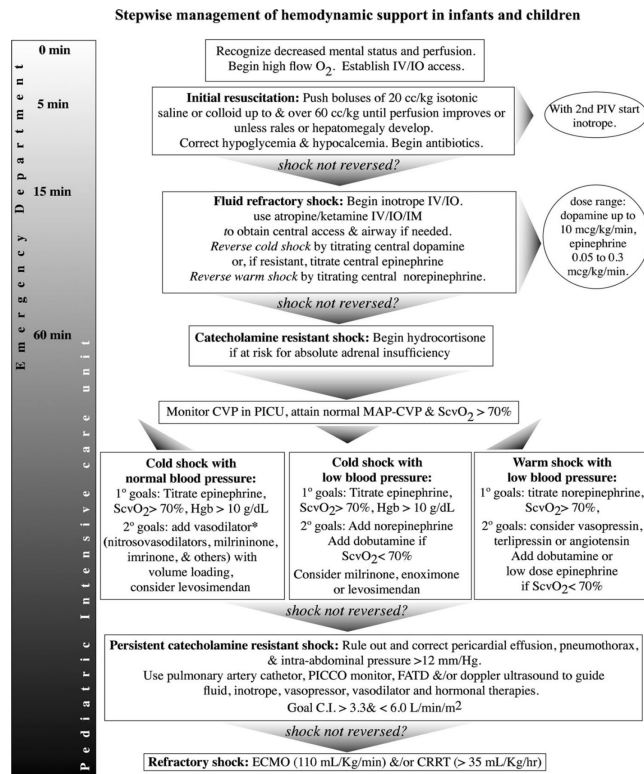 Stepwise management of hemodynamic support in infants and children
0 min
Recognize decreased mental status and perfusion.
Begin high flow O2. Establish IV/IO access.
5 min
Initial resuscitation: Push boluses of 20 cc/kg isotonic
saline or colloid up to & over 60 cc/kg until perfusion improves or
unless rales or hepatomegaly develop.
Correct hypoglycemia & hypocalcemia. Begin antibiotics.
With 2nd PIV start
inotrope.
shock not reversed?
15 min
Fluid refractory shock: Begin inotrope IV/IO.
use atropine/ketamine IV/IO/IM
to obtain central access & airway if needed.
Reverse cold shock by titrating central dopamine
or, if resistant, titrate central epinephrine
Reverse warm shock by titrating central norepinephrine.
dose range:
dopamine up to
10 mcg/kg/min,
epinephrine
0.05 to 0.3
mcg/kg/min.
shock not reversed?
60 min
Catecholamine resistant shock: Begin hydrocortisone
if at risk for absolute adrenal insufficiency
Monitor CVP in PICU, attain normal MAP-CVP & ScvO2 > 70%
Cold shock with
normal blood pressure:
1º goals: Titrate epinephrine,
ScvO2> 70%, Hgb > 10 g/dL
2º goals: add vasodilator*
(nitrosovasodilators, milrininone,
imrinone, & others) with
volume loading,
consider levosimendan
Cold shock with
low blood pressure:
1º goals: Titrate epinephrine,
ScvO2> 70%, Hgb > 10 g/dL
2º goals: Add norepinephrine
Add dobutamine if
ScvO2< 70%
Consider milrinone, enoximone
or levosimendan
Warm shock with
low blood pressure:
1º goals: titrate norepinephrine,
ScvO2> 70%,
2º goals: consider vasopressin,
terlipressin or angiotensin
Add dobutamine or
low dose epinephrine
if ScvO2< 70%
shock not reversed?
Persistent catecholamine resistant shock: Rule out and correct pericardial effusion, pneumothorax,
& intra-abdominal pressure >12 mm/Hg.
Use pulmonary artery cathetor, PICCO monitor, FATD &/or doppler ultrasound to guide
fluid, inotrope, vasopressor, vasodilator and hormonal therapies.
Goal C.I. > 3.3& < 6.0 L/min/m2
shock not reversed?
Refractory shock: ECMO (110 mL/Kg/min) &/or CRRT (> 35 mL/Kg/hr)
Emergency Department
Pediatric Intensive care unit